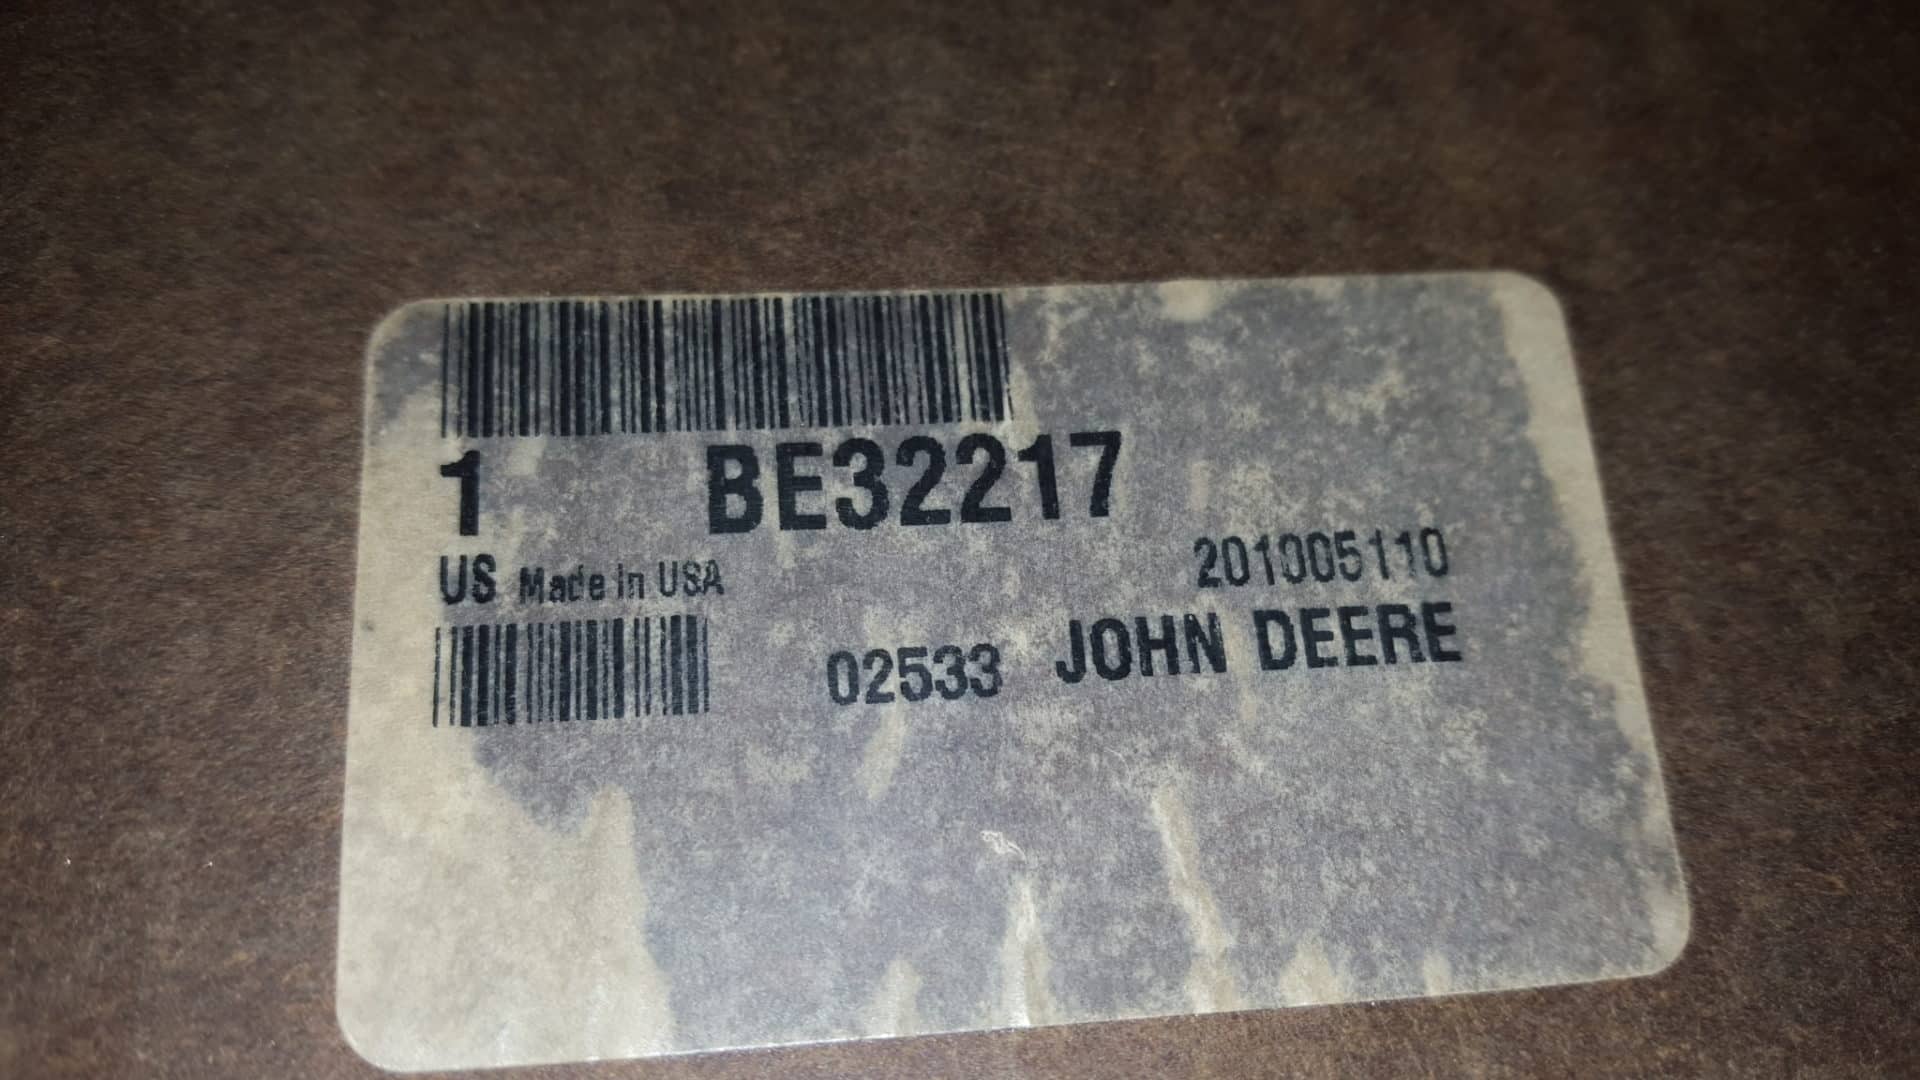 1 BE32217
US Made In USA 201005110
02533 JOHN DEERE